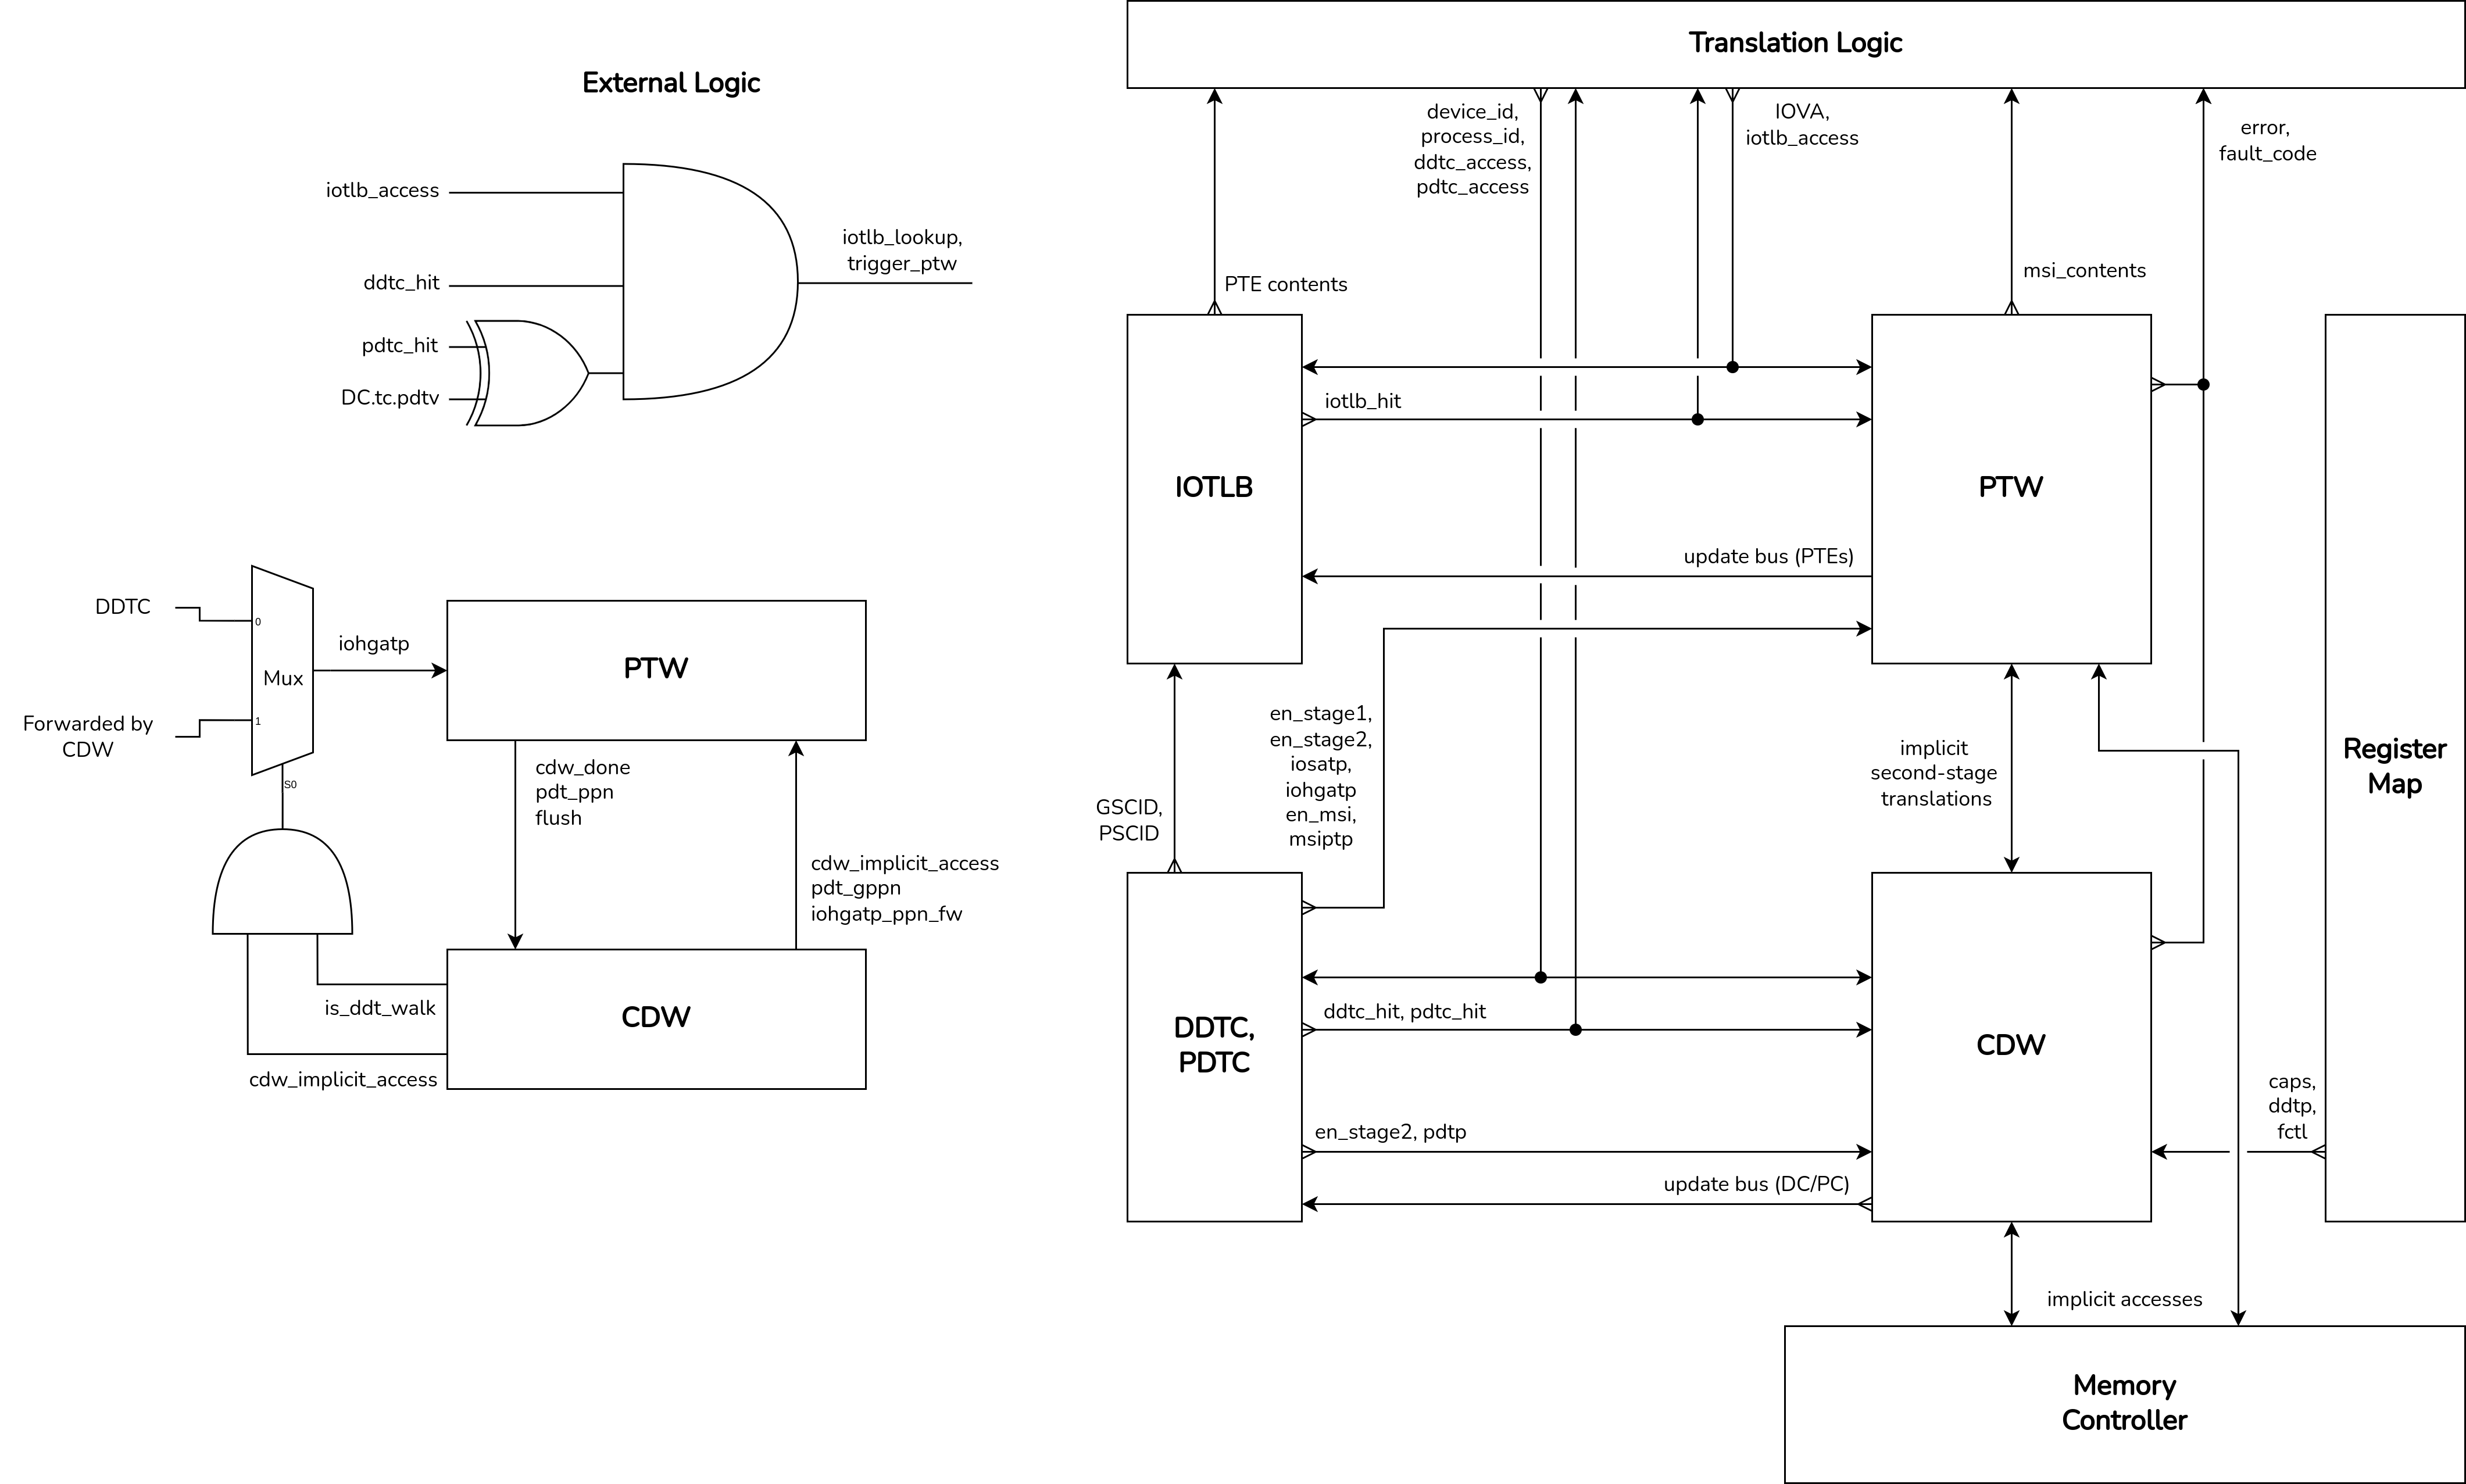 External Logic
iotlb_access
ddtc_hit
pdtc_hit
DC.tc.pdtv
iotlb_lookup,
trigger_ptw
DDTC
0
Forwarded by
CDW
1
Mux
S0
iohgatp
PTW
cdw_done
pdt_ppn
flush
cdw_implicit_access
pdt_gppn
iohgatp_ppn_fw
is_ddt_walk
CDW
cdw_implicit_access
Translation Logic
device_id,
process_id,
ddtc_access,
pdtc_access
IOVA,
iotlb_access
error,
fault_code
PTE contents
msi_contents
iotlb_hit
IOTLB
PTW
update bus (PTEs)
Register
Map
en_stage1,
en_stage2,
iosatp,
iohgatp
en_msi,
msiptp
GSCID,
PSCID
implicit
second-stage
translations
ddtc_hit, pdtc_hit
DDTC,
PDTC
CDW
caps,
ddtp,
fctl
en_stage2, pdtp
update bus (DC/PC)
implicit accesses
Memory
Controller